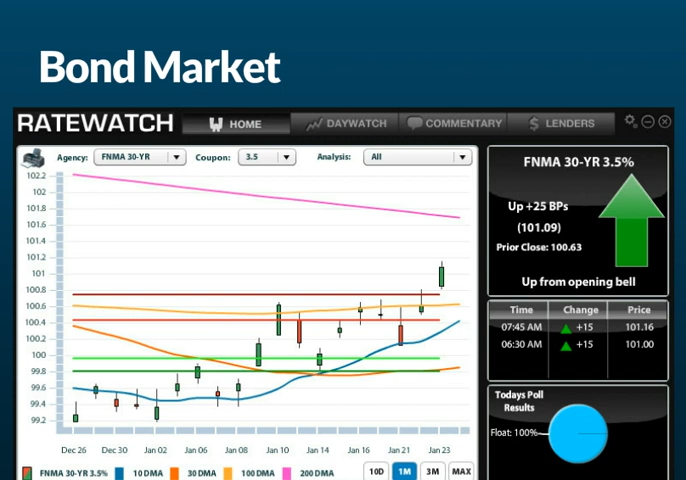 Bond Market
RATEWATCH
HOME
DAYWATCH
COMMENTARY
LENDERS
Agency: FNMA 30-YR
Coupon: 3.5
Analysis: All
102.2
102
101.8
101.6
101.4
101.2
101
100.8
100.6
100.4
100.2
100
99.8
99.6
99.4
99.2
Dec 26 Dec 30 Jan 02 Jan 06 Jan 08 Jan 10 Jan 14 Jan 16 Jan 21 Jan 23
FNMA 30-YR 3.5% 10 DMA 30 DMA 100 DMA 200 DMA
10D 1M 3M MAX
FNMA 30-YR 3.5%
Up +25 BPs
(101.09)
Prior Close: 100.63
Up from opening bell
Time Change Price
07:45 AM +15 101.16
06:30 AM +15 101.00
Todays Poll
Results
Float: 100%